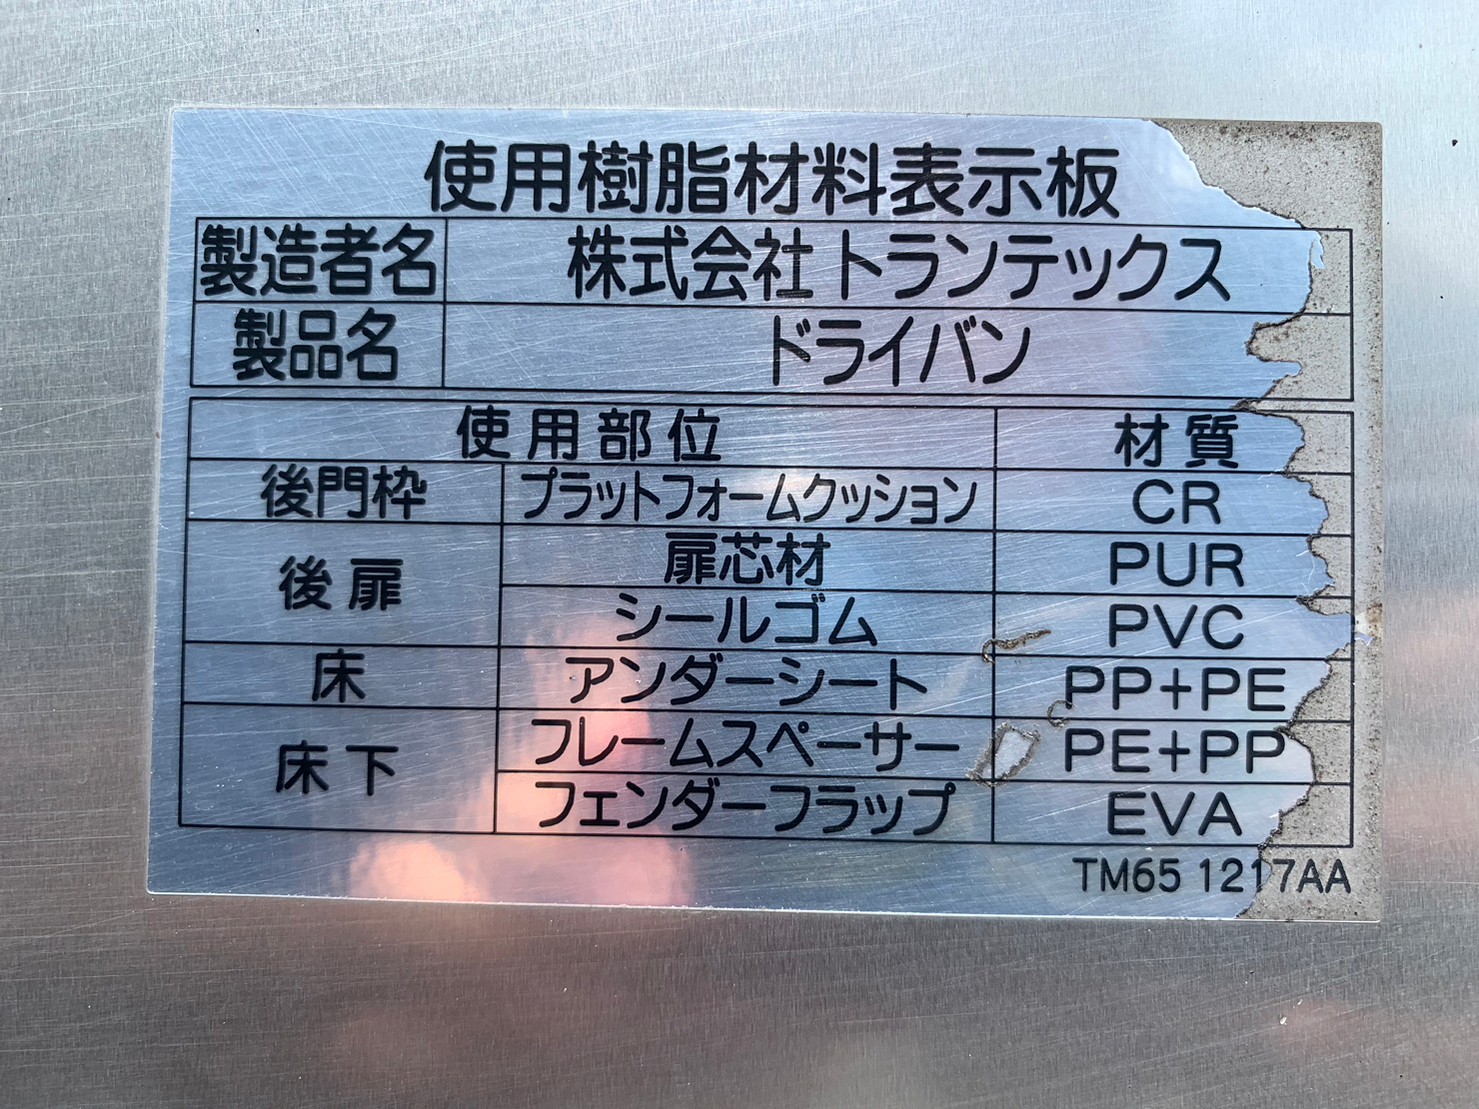 使用樹脂材料表示板
製造者名 株式会社トランテックス
製品名 ドライバン
使用部位 材質
後門枠 プラットフォームクッション CR
後扉 扉芯材 PUR
シールゴム PVC
床 アンダーシート PP+PE
床下 フレームスペーサー PE+PP
フェンダーフラップ EVA
TM65 1217AA